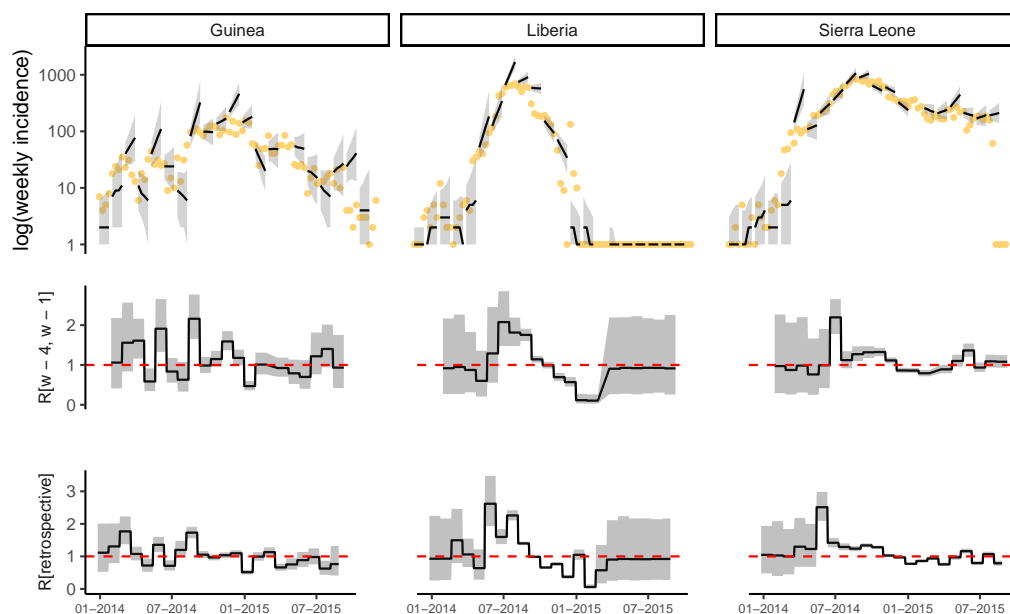 Guinea Liberia Sierra Leone
log(weekly incidence)
1000
100
10
1
R[w − 4, w − 1]
2
1
0
R[retrospective]
3
2
1
0
01−2014 07−2014 01−2015 07−2015 01−2014 07−2014 01−2015 07−2015 01−2014 07−2014 01−2015 07−2015